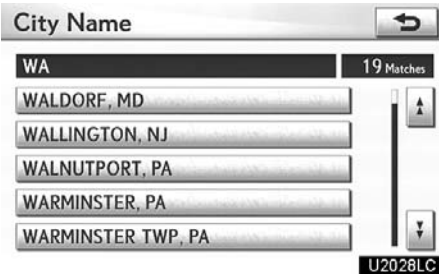 City Name
WA 19 Matches
WALDORF, MD
WALLINGTON, NJ
WALNUTPORT, PA
WARMINSTER, PA
WARMINSTER TWP, PA
U2028LC